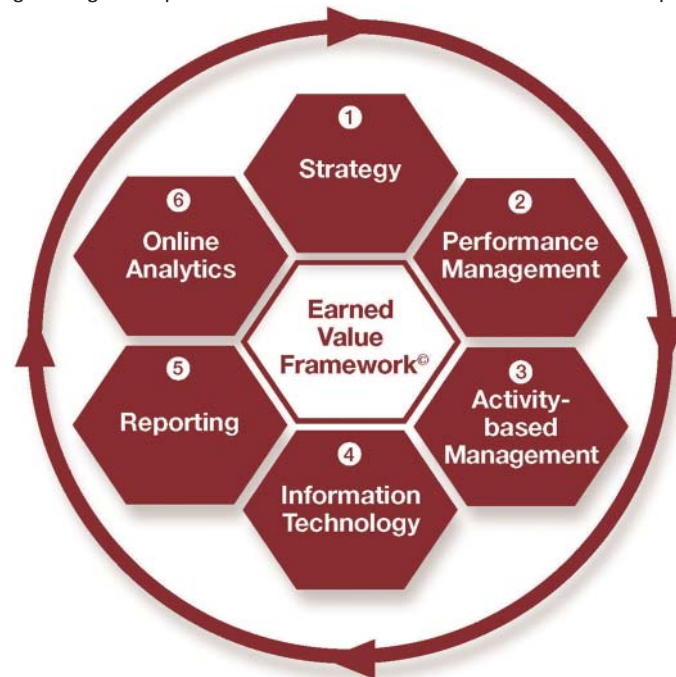 1
Strategy
2
Performance
Management
3
Activity-
based
Management
4
Information
Technology
5
Reporting
6
Online
Analytics
Earned
Value
Framework©